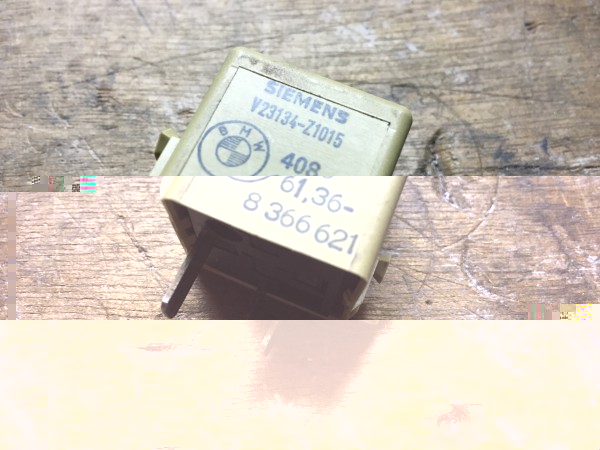 SIEMENS
V23134-Z1015
BMW
408
61,36-
8 366 621